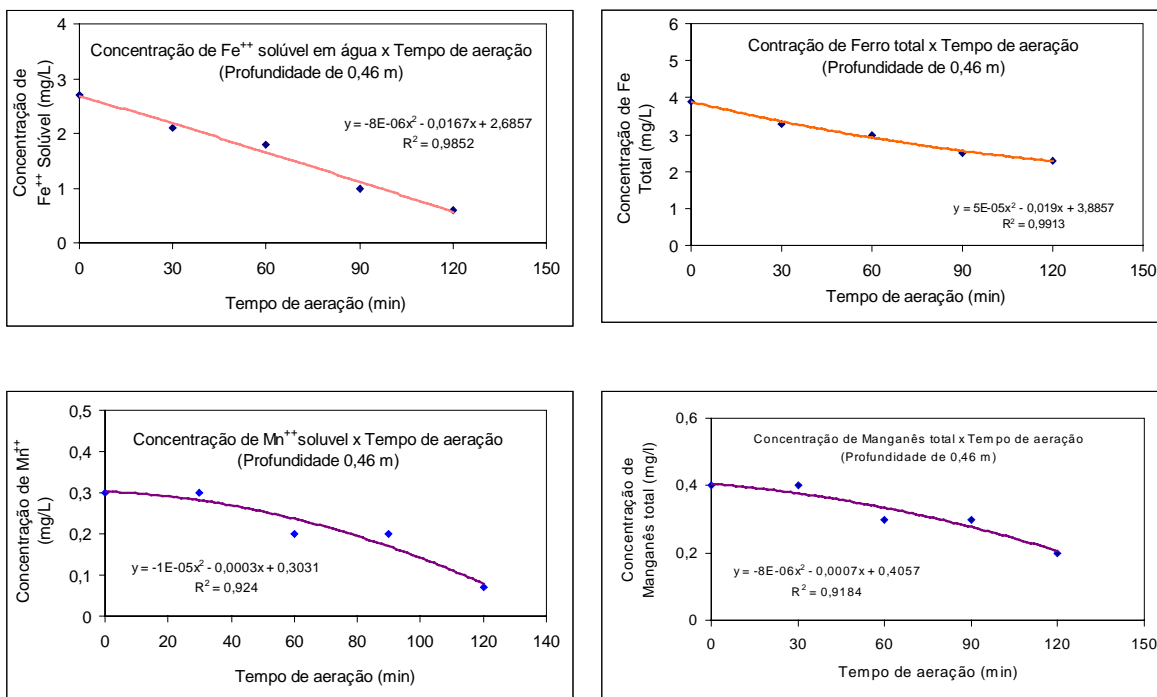 Concentração de Fe⁺⁺ solúvel em água x Tempo de aeração
(Profundidade de 0,46 m)
y = -8E-06x² - 0,0167x + 2,6857
R² = 0,9852
Concentração de
Fe⁺⁺ Solúvel (mg/L)
4
3
2
1
0
0 30 60 90 120 150
Tempo de aeração (min)
Contração de Ferro total x Tempo de aeração
(Profundidade de 0,46 m)
y = 5E-05x² - 0,019x + 3,8857
R² = 0,9913
Concentração de Fe
Total (mg/L)
6
5
4
3
2
1
0
0 30 60 90 120 150
Tempo de aeração (min)
Concentração de Mn⁺⁺ soluvel x Tempo de aeração
(Profundidade 0,46 m)
y = -1E-05x² - 0,0003x + 0,3031
R² = 0,924
Concentração de Mn⁺⁺
(mg/L)
0,5
0,4
0,3
0,2
0,1
0,0
0 20 40 60 80 100 120 140
Tempo de aeração (min)
Concentração de Manganês total x Tempo de aeração
(Profundidade de 0,46 m)
y = -8E-06x² - 0,0007x + 0,4057
R² = 0,9184
Concentração de
Manganês total (mg/l)
0,6
0,4
0,2
0
0 30 60 90 120 150
Tempo de aeração (min)